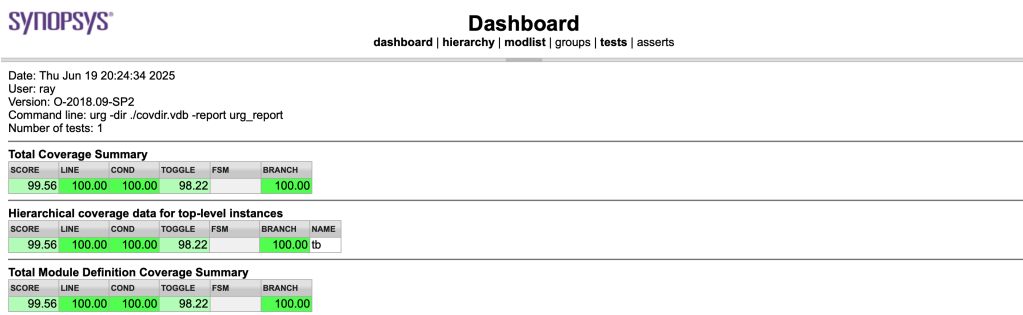 SYNOPSYS®
Dashboard
dashboard | hierarchy | modlist | groups | tests | asserts
Date: Thu Jun 19 20:24:34 2025
User: ray
Version: O-2018.09-SP2
Command line: urg -dir ./covdir.vdb -report urg_report
Number of tests: 1
Total Coverage Summary
SCORE LINE COND TOGGLE FSM BRANCH
99.56 100.00 100.00 98.22 100.00
Hierarchical coverage data for top-level instances
SCORE LINE COND TOGGLE FSM BRANCH NAME
99.56 100.00 100.00 98.22 100.00 tb
Total Module Definition Coverage Summary
SCORE LINE COND TOGGLE FSM BRANCH
99.56 100.00 100.00 98.22 100.00